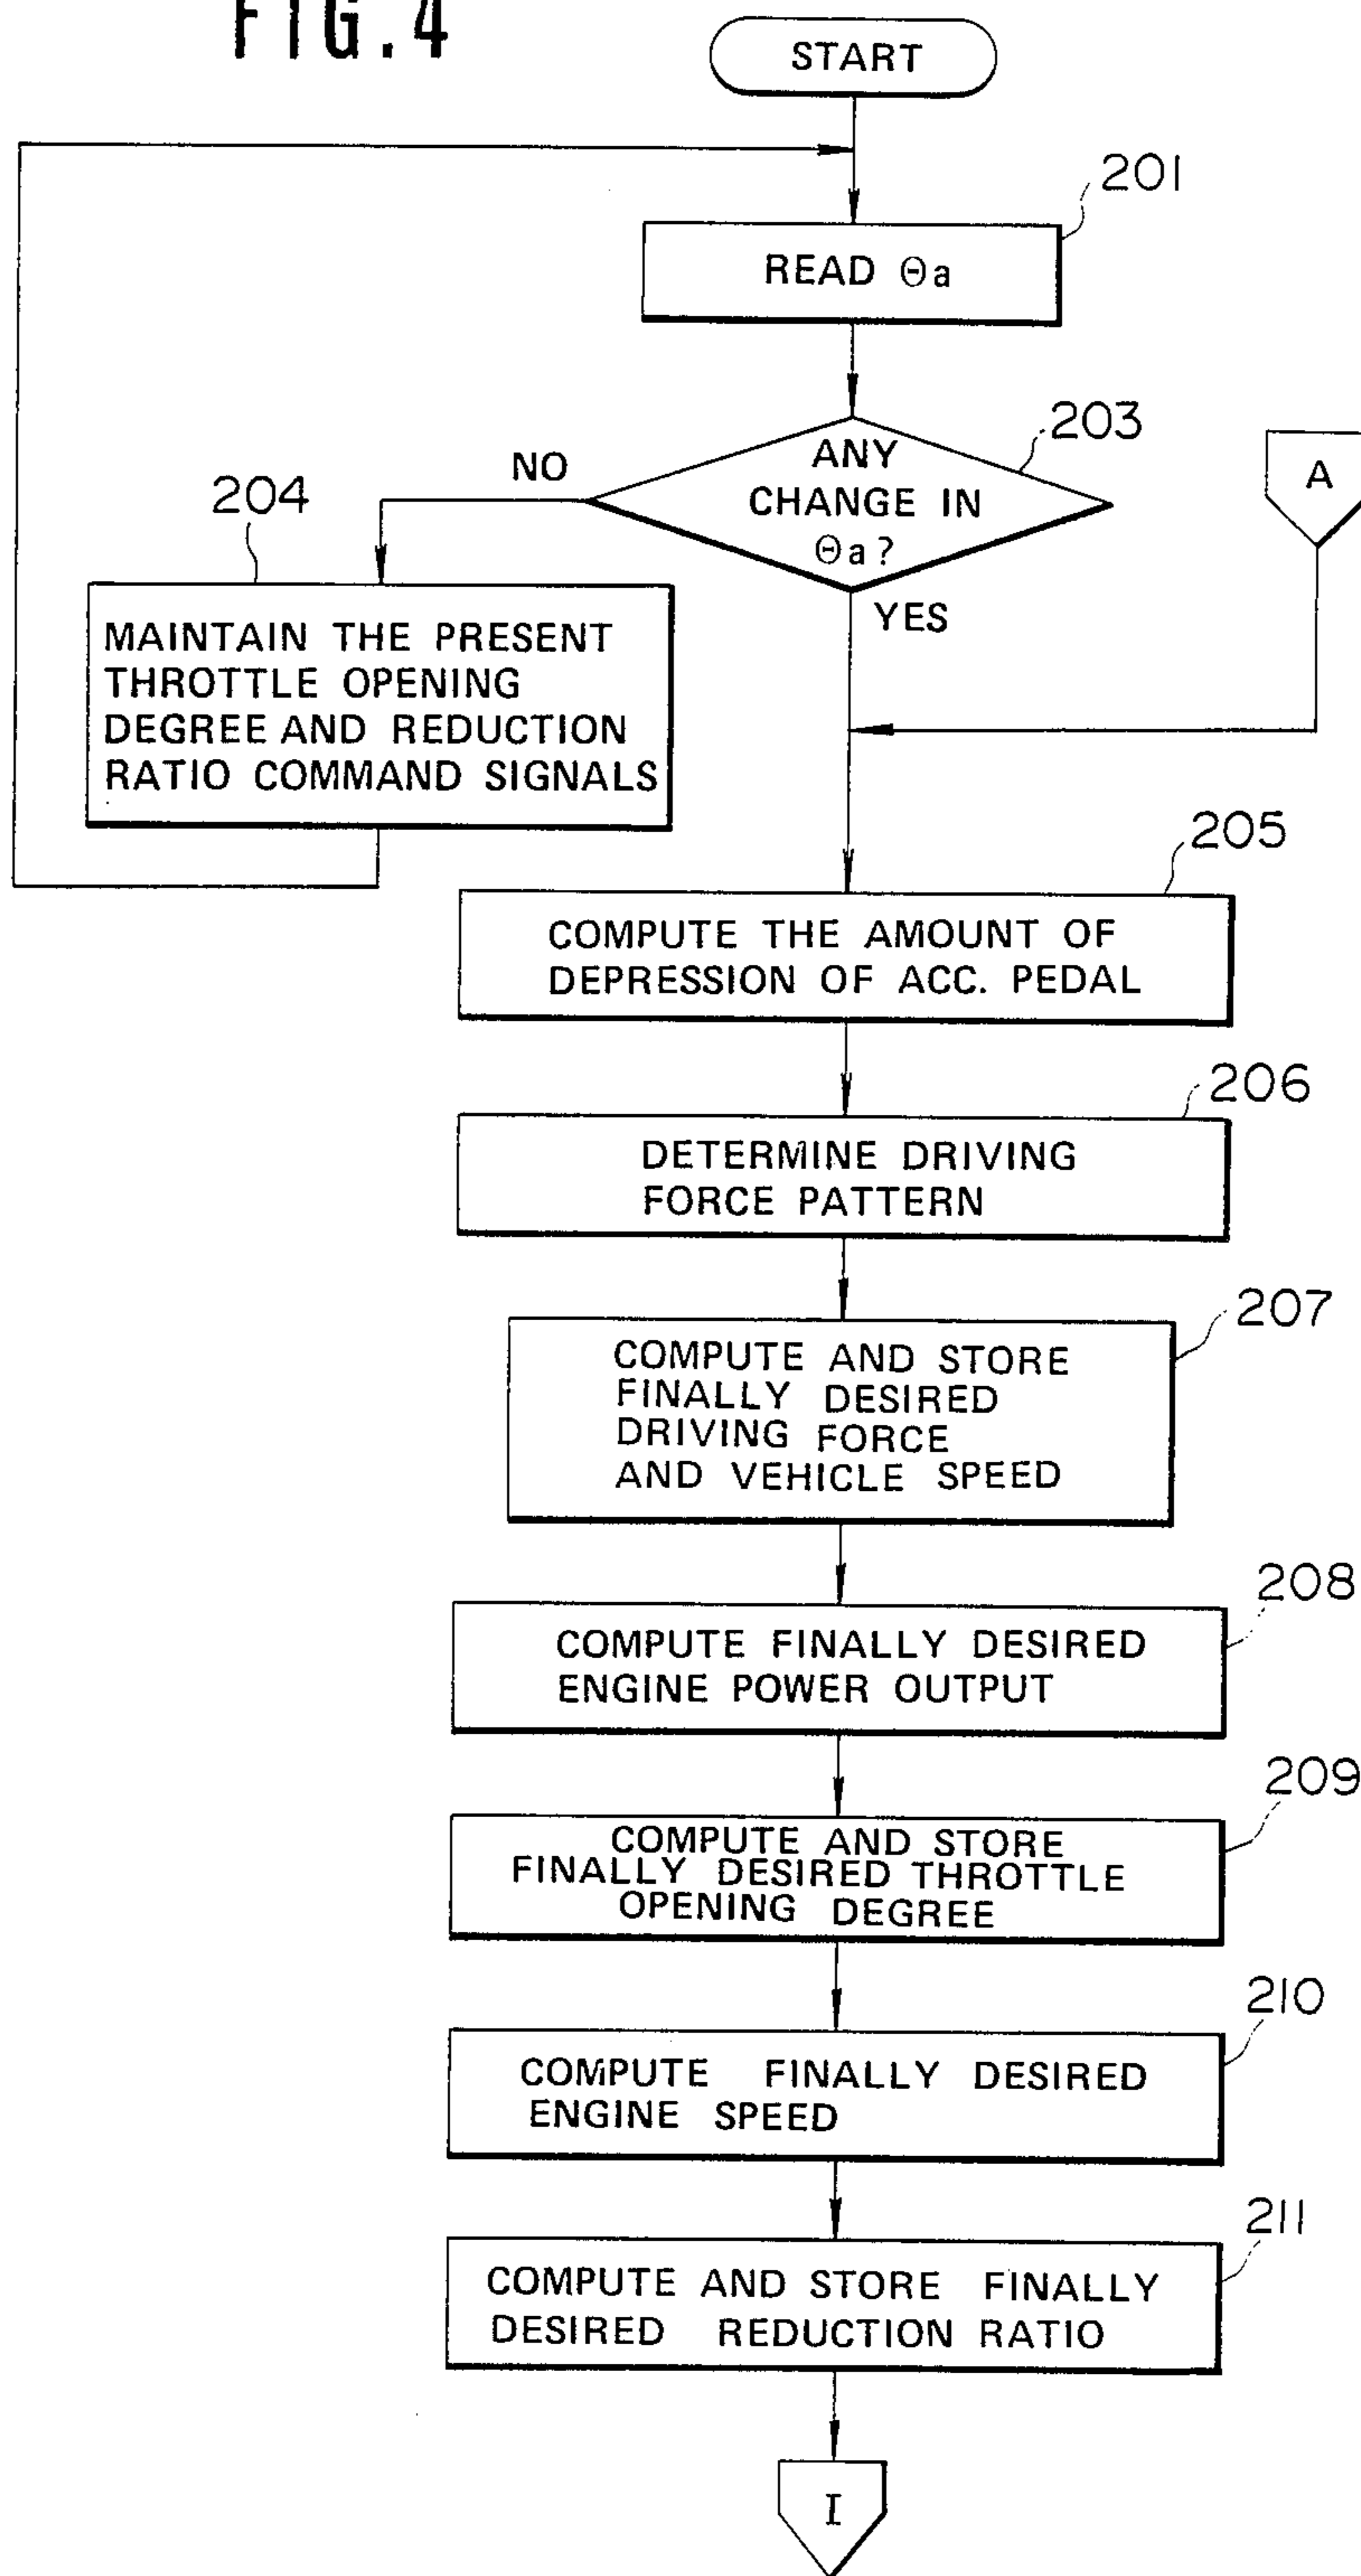 FIG.4
START
201
READ Θa
203
ANY
CHANGE IN
Θa?
NO
A
204
YES
MAINTAIN THE PRESENT
THROTTLE OPENING
DEGREE AND REDUCTION
RATIO COMMAND SIGNALS
205
COMPUTE THE AMOUNT OF
DEPRESSION OF ACC. PEDAL
206
DETERMINE DRIVING
FORCE PATTERN
207
COMPUTE AND STORE
FINALLY DESIRED
DRIVING FORCE
AND VEHICLE SPEED
208
COMPUTE FINALLY DESIRED
ENGINE POWER OUTPUT
209
COMPUTE AND STORE
FINALLY DESIRED THROTTLE
OPENING DEGREE
210
COMPUTE FINALLY DESIRED
ENGINE SPEED
211
COMPUTE AND STORE FINALLY
DESIRED REDUCTION RATIO
I